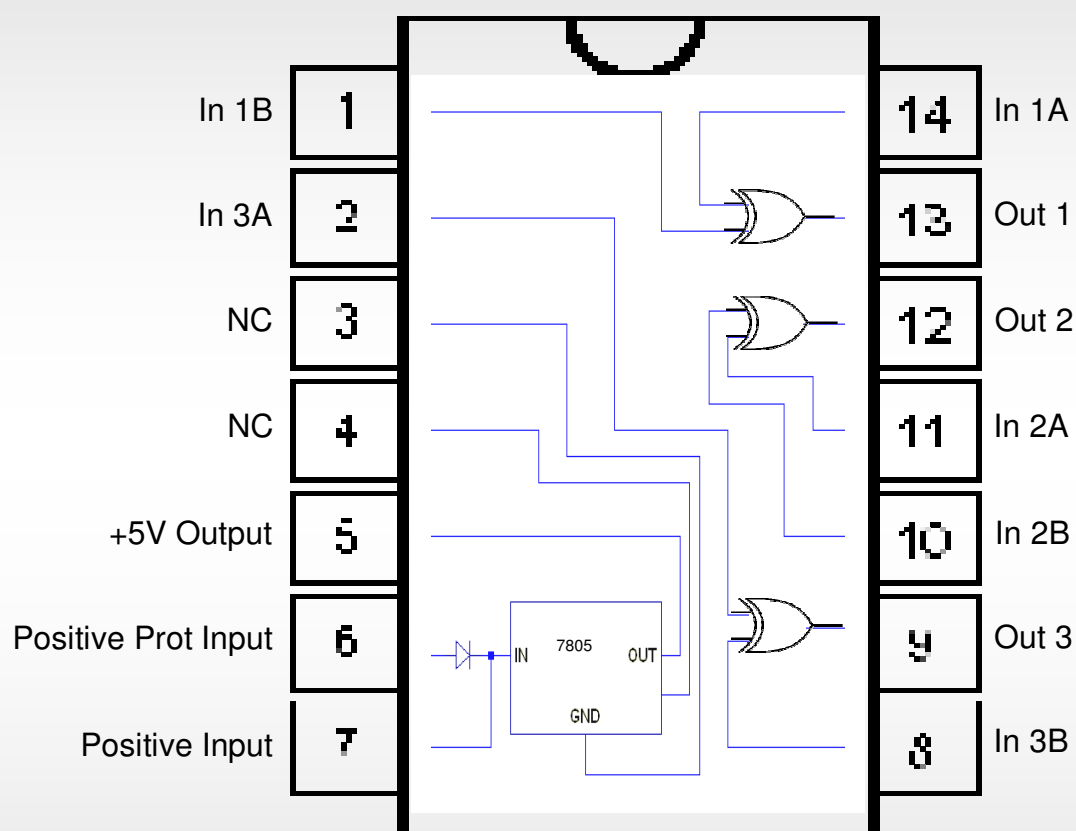 In 1B 1 14 In 1A
In 3A 2 13 Out 1
NC 3 12 Out 2
NC 4 11 In 2A
+5V Output 5 10 In 2B
Positive Prot Input 6 IN 7805 OUT 9 Out 3
GND
Positive Input 7 8 In 3B